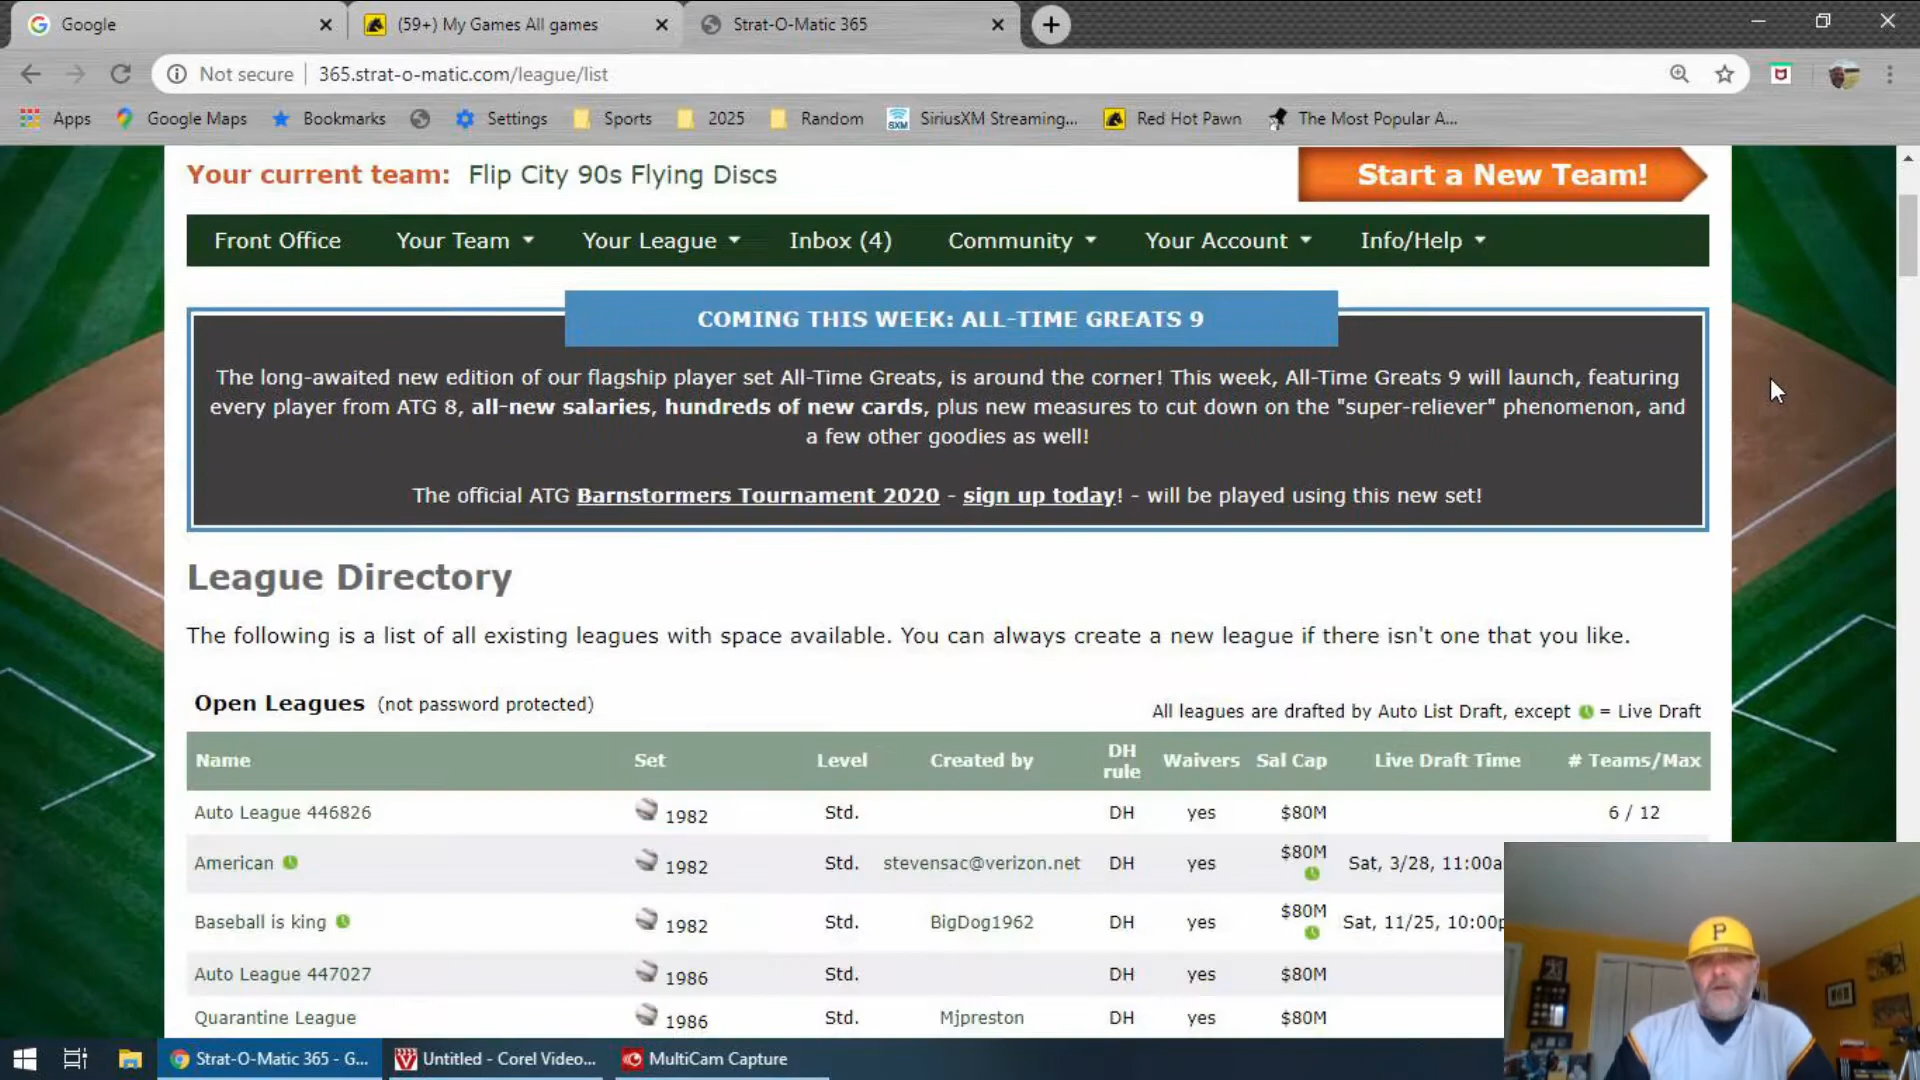 Google
(59+) My Games All games
Strat-O-Matic 365
Not secure
365.strat-o-matic.com/league/list
Apps
Google Maps
Bookmarks
Settings
Sports
2025
Random
SXM
SiriusXM Streaming...
Red Hot Pawn
The Most Popular A...
Your current team: Flip City 90s Flying Discs
Start a New Team!
Front Office
Your Team
Your League
Inbox (4)
Community
Your Account
Info/Help
COMING THIS WEEK: ALL-TIME GREATS 9
The long-awaited new edition of our flagship player set All-Time Greats, is around the corner! This week, All-Time Greats 9 will launch, featuring
every player from ATG 8, all-new salaries, hundreds of new cards, plus new measures to cut down on the "super-reliever" phenomenon, and
a few other goodies as well!
The official ATG Barnstormers Tournament 2020 - sign up today! - will be played using this new set!
League Directory
The following is a list of all existing leagues with space available. You can always create a new league if there isn't one that you like.
Open Leagues (not password protected)
All leagues are drafted by Auto List Draft, except = Live Draft
Name Set Level Created by DH rule Waivers Sal Cap Live Draft Time # Teams/Max
Auto League 446826 1982 Std. DH yes $80M 6 / 12
American 1982 Std. stevensac@verizon.net DH yes $80M Sat, 3/28, 11:00a
Baseball is king 1982 Std. BigDog1962 DH yes $80M Sat, 11/25, 10:00p
Auto League 447027 1986 Std. DH yes $80M
Quarantine League 1986 Std. Mjpreston DH yes $80M
P
Strat-O-Matic 365 - G...
Untitled - Corel Video...
MultiCam Capture